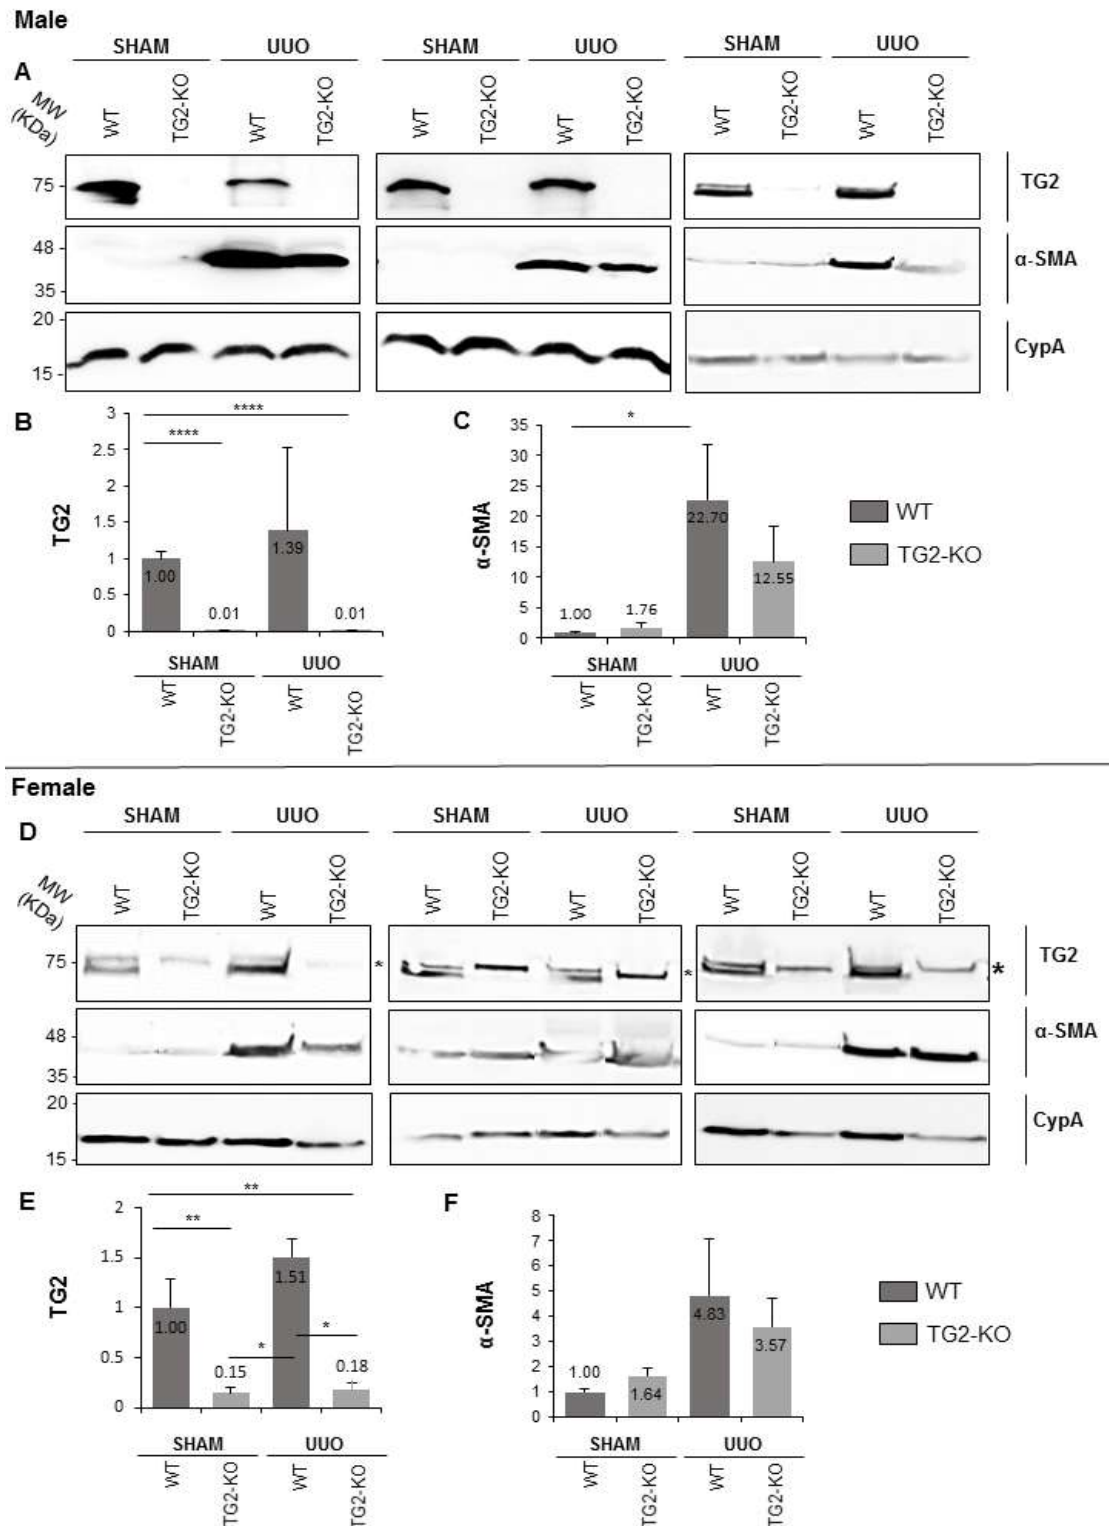 Male
SHAM UUO SHAM UUO SHAM UUO
A
MW (KDa) WT TG2-KO WT TG2-KO WT TG2-KO WT TG2-KO WT TG2-KO WT TG2-KO
75 TG2
48 α-SMA
35
20 CypA
15
B
TG2
3
2.5
2
1.5
1
0.5
0
****
****
1.00 0.01 1.39 0.01
SHAM UUO
WT TG2-KO WT TG2-KO
C
α-SMA
35
30
25
20
15
10
5
0
*
1.00 1.76 22.70 12.55
SHAM UUO
WT TG2-KO WT TG2-KO
WT
TG2-KO
Female
SHAM UUO SHAM UUO SHAM UUO
D
MW (KDa) WT TG2-KO WT TG2-KO WT TG2-KO WT TG2-KO WT TG2-KO WT TG2-KO
75 * * * TG2
48 α-SMA
35
20 CypA
15
E
TG2
2
1.5
1
0.5
0
**
**
*
*
1.00 0.15 1.51 0.18
SHAM UUO
WT TG2-KO WT TG2-KO
F
α-SMA
8
7
6
5
4
3
2
1
0
1.00 1.64 4.83 3.57
SHAM UUO
WT TG2-KO WT TG2-KO
WT
TG2-KO